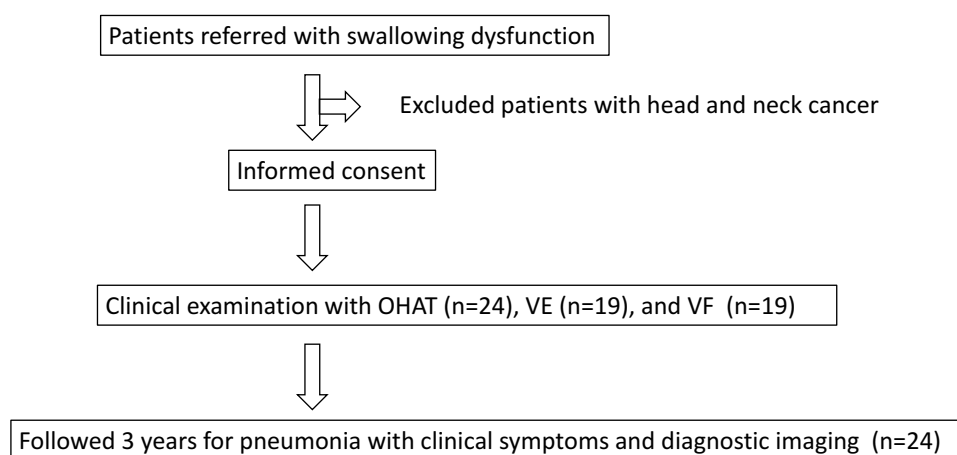 Patients referred with swallowing dysfunction
Excluded patients with head and neck cancer
Informed consent
Clinical examination with OHAT (n=24), VE (n=19), and VF (n=19)
Followed 3 years for pneumonia with clinical symptoms and diagnostic imaging (n=24)